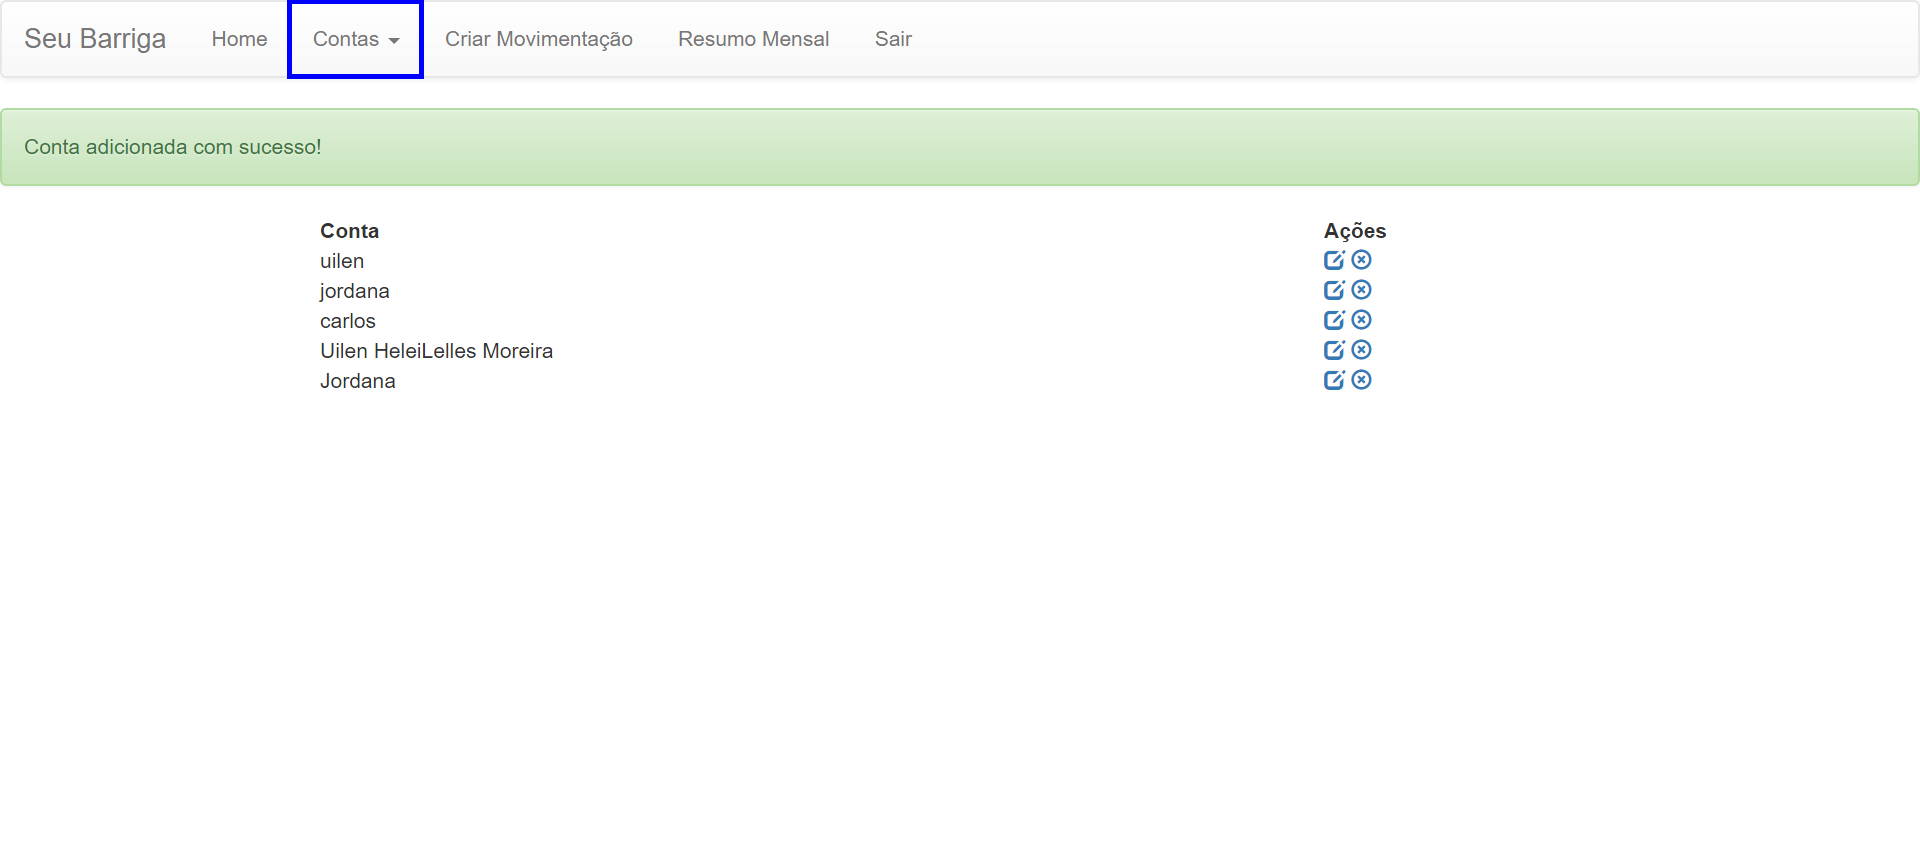 Seu Barriga Home Contas Criar Movimentação Resumo Mensal Sair
Conta adicionada com sucesso!
Conta Ações
uilen
jordana
carlos
Uilen HeleiLelles Moreira
Jordana